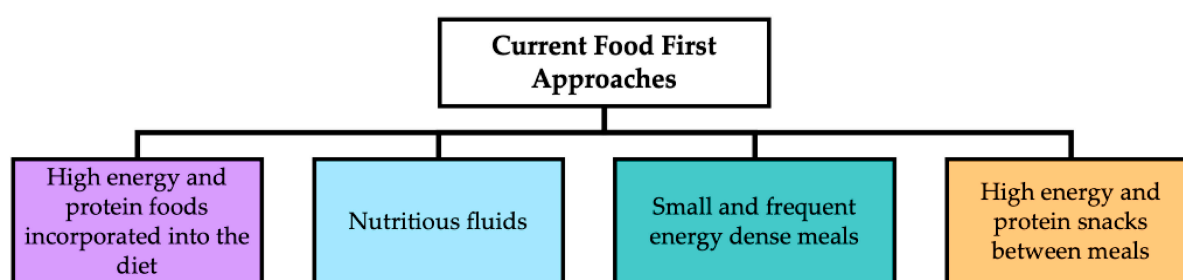 Current Food First
Approaches
High energy and
protein foods
incorporated into the
diet
Nutritious fluids
Small and frequent
energy dense meals
High energy and
protein snacks
between meals